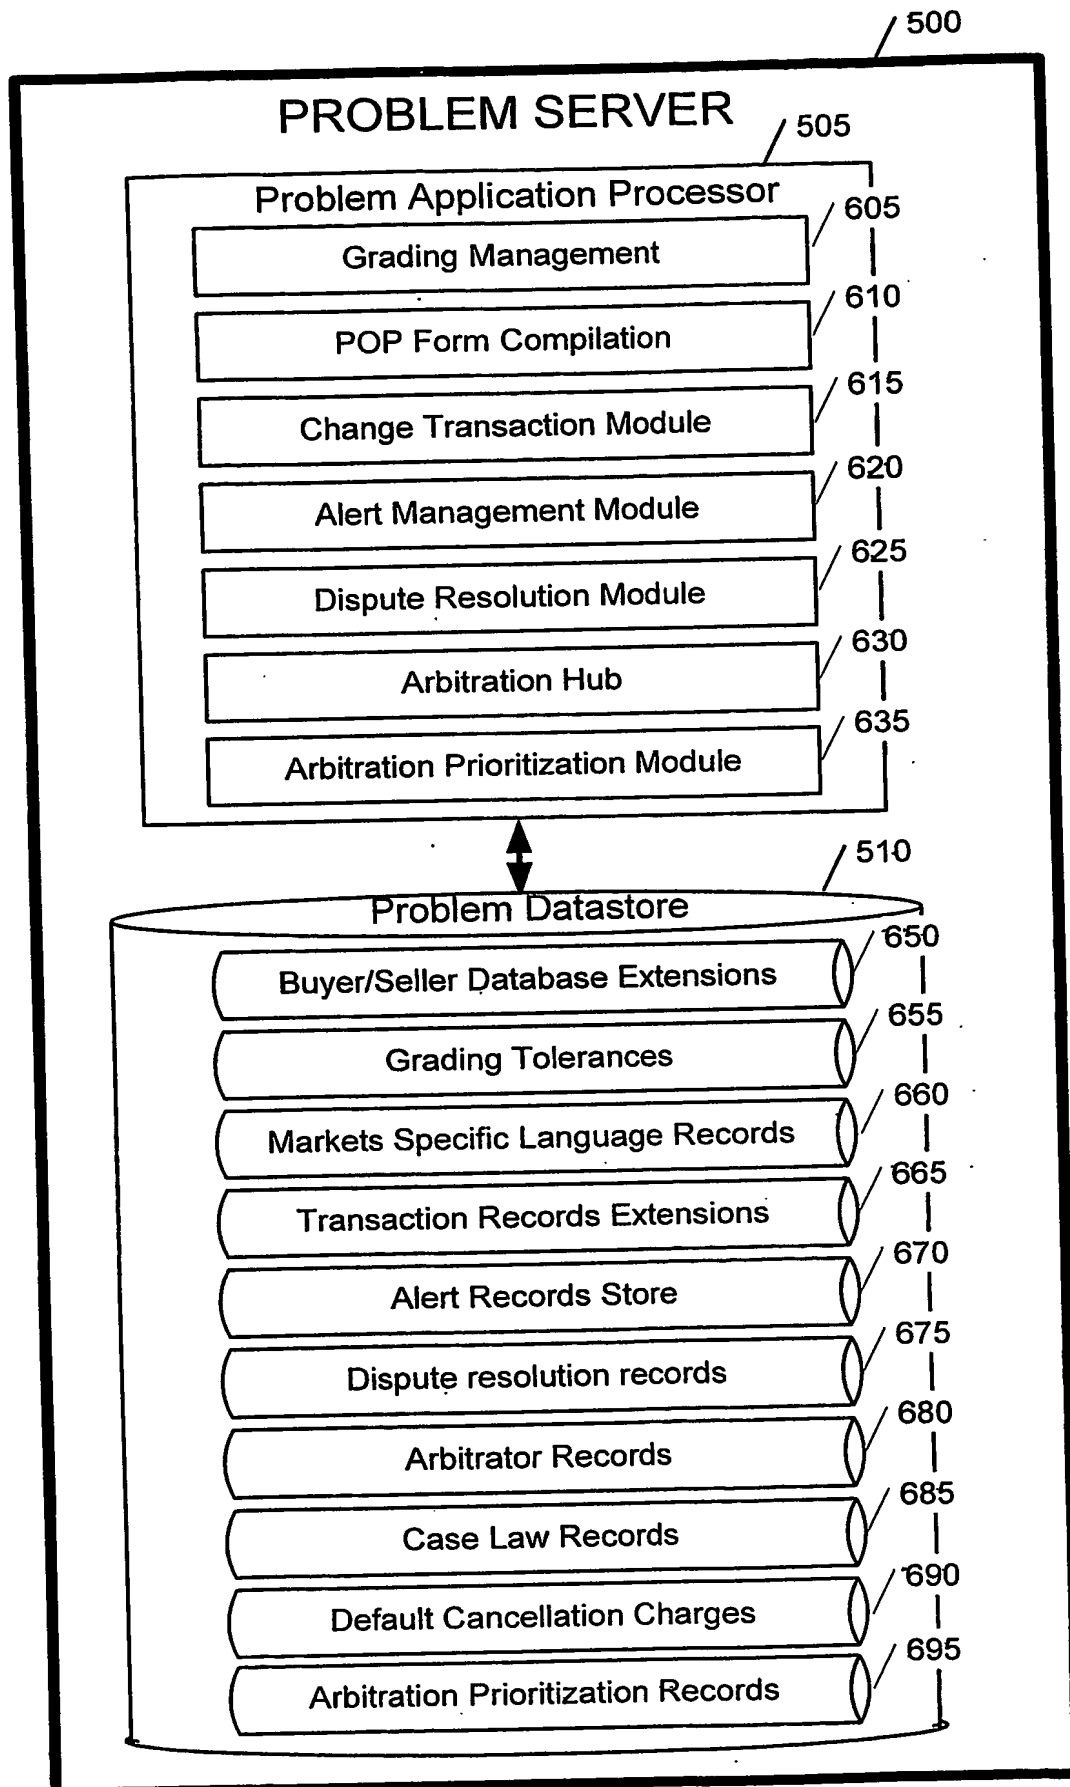 500
PROBLEM SERVER
505
Problem Application Processor
605
Grading Management
610
POP Form Compilation
615
Change Transaction Module
620
Alert Management Module
625
Dispute Resolution Module
630
Arbitration Hub
635
Arbitration Prioritization Module
510
Problem Datastore
650
Buyer/Seller Database Extensions
655
Grading Tolerances
660
Markets Specific Language Records
665
Transaction Records Extensions
670
Alert Records Store
675
Dispute resolution records
680
Arbitrator Records
685
Case Law Records
690
Default Cancellation Charges
695
Arbitration Prioritization Records